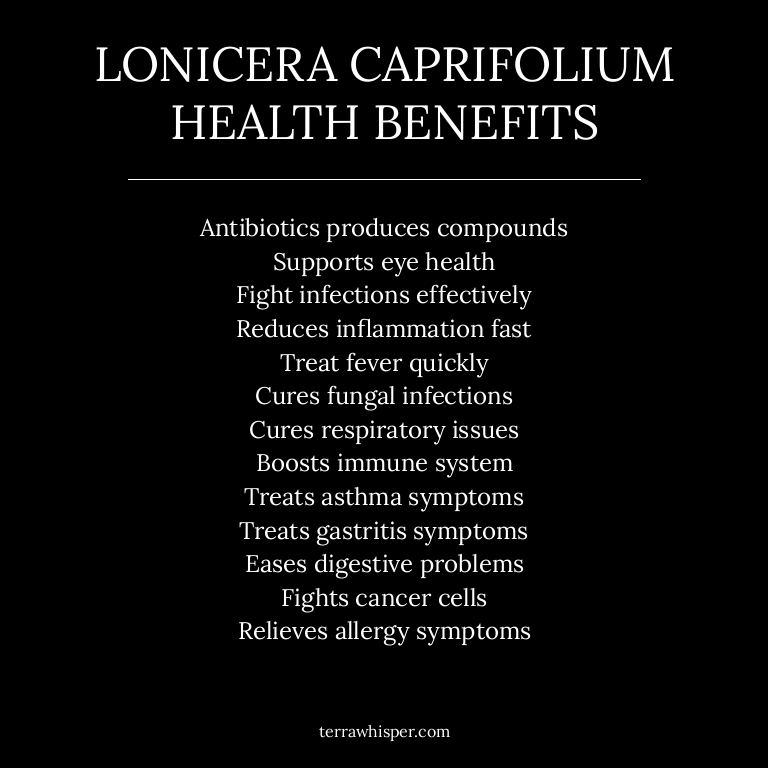 LONICERA CAPRIFOLIUM
HEALTH BENEFITS
Antibiotics produces compounds
Supports eye health
Fight infections effectively
Reduces inflammation fast
Treat fever quickly
Cures fungal infections
Cures respiratory issues
Boosts immune system
Treats asthma symptoms
Treats gastritis symptoms
Eases digestive problems
Fights cancer cells
Relieves allergy symptoms
terrawhisper.com